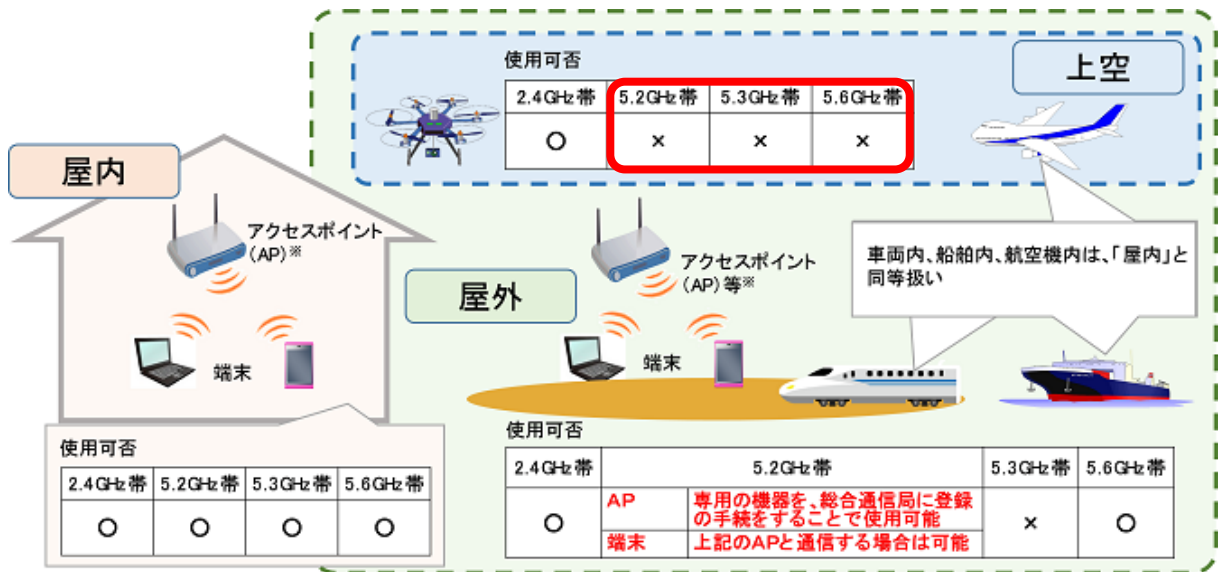 使用可否
上空
2.4GHz帯 5.2GHz帯 5.3GHz帯 5.6GHz帯
○ × × ×
屋内
アクセスポイント
(AP)※
端末
使用可否
2.4GHz帯 5.2GHz帯 5.3GHz帯 5.6GHz帯
○ ○ ○ ○
屋外
アクセスポイント
(AP)等※
端末
車両内、船舶内、航空機内は、「屋内」と
同等扱い
使用可否
2.4GHz帯 5.2GHz帯 5.3GHz帯 5.6GHz帯
○ × ○
AP 専用の機器を、総合通信局に登録
の手続をすることで使用可能
端末 上記のAPと通信する場合は可能